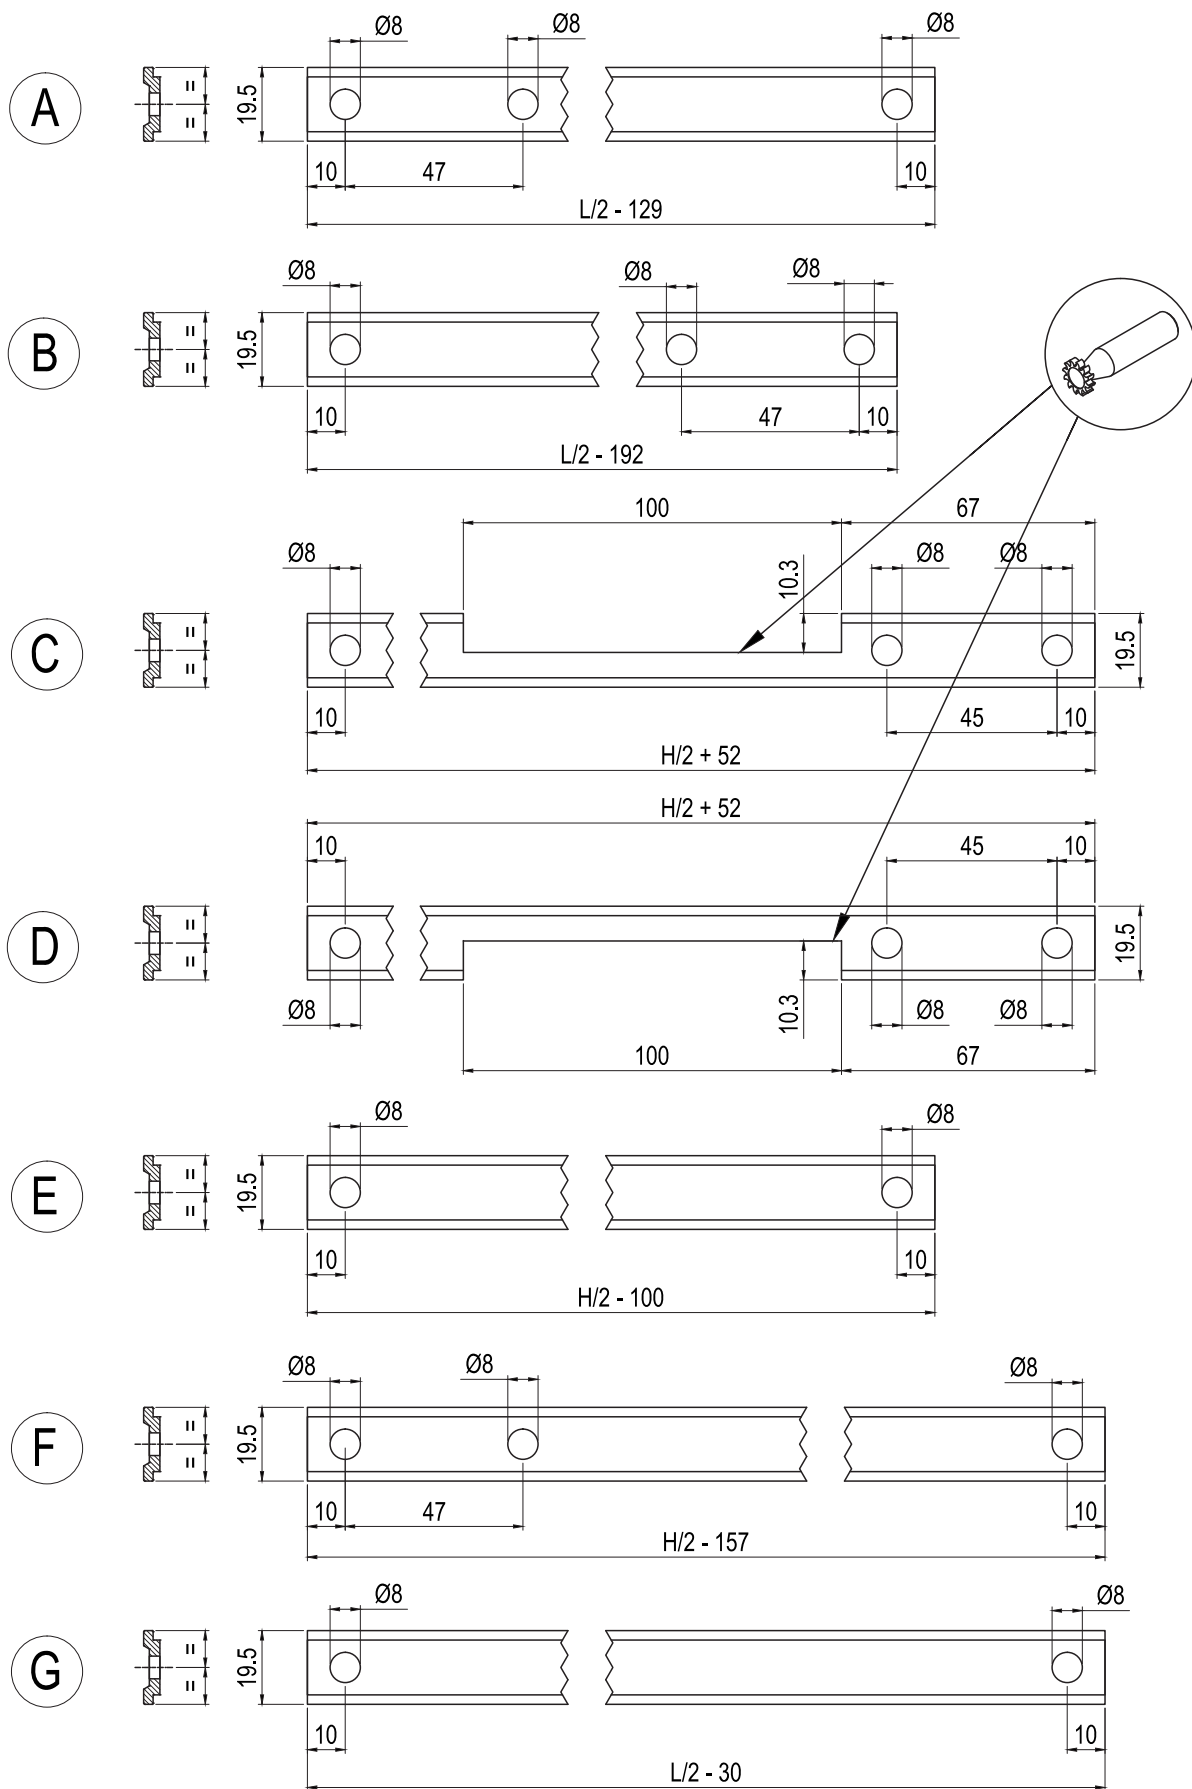 Ø8 Ø8 Ø8
A = = 19.5
10 47 10
L/2 - 129
Ø8 Ø8 Ø8
B = = 19.5
10 47 10
L/2 - 192
100 67
Ø8 10.3 Ø8 Ø8
C = = 19.5
10 45 10
H/2 + 52
H/2 + 52
10 45 10
D = = 19.5
Ø8 10.3 Ø8 Ø8
100 67
Ø8 Ø8
E = = 19.5
10 10
H/2 - 100
Ø8 Ø8 Ø8
F = = 19.5
10 47 10
H/2 - 157
Ø8 Ø8
G = = 19.5
10 10
L/2 - 30